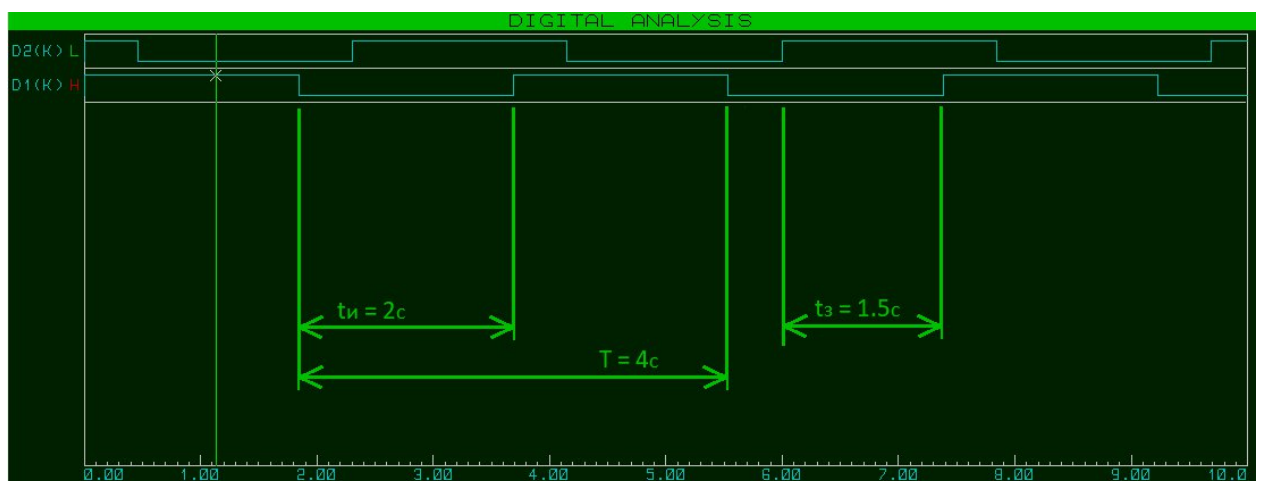 DIGITAL ANALYSIS
D2(K) L
D1(K) H
tи = 2с
tз = 1.5с
T = 4с
0.00 1.00 2.00 3.00 4.00 5.00 6.00 7.00 8.00 9.00 10.0